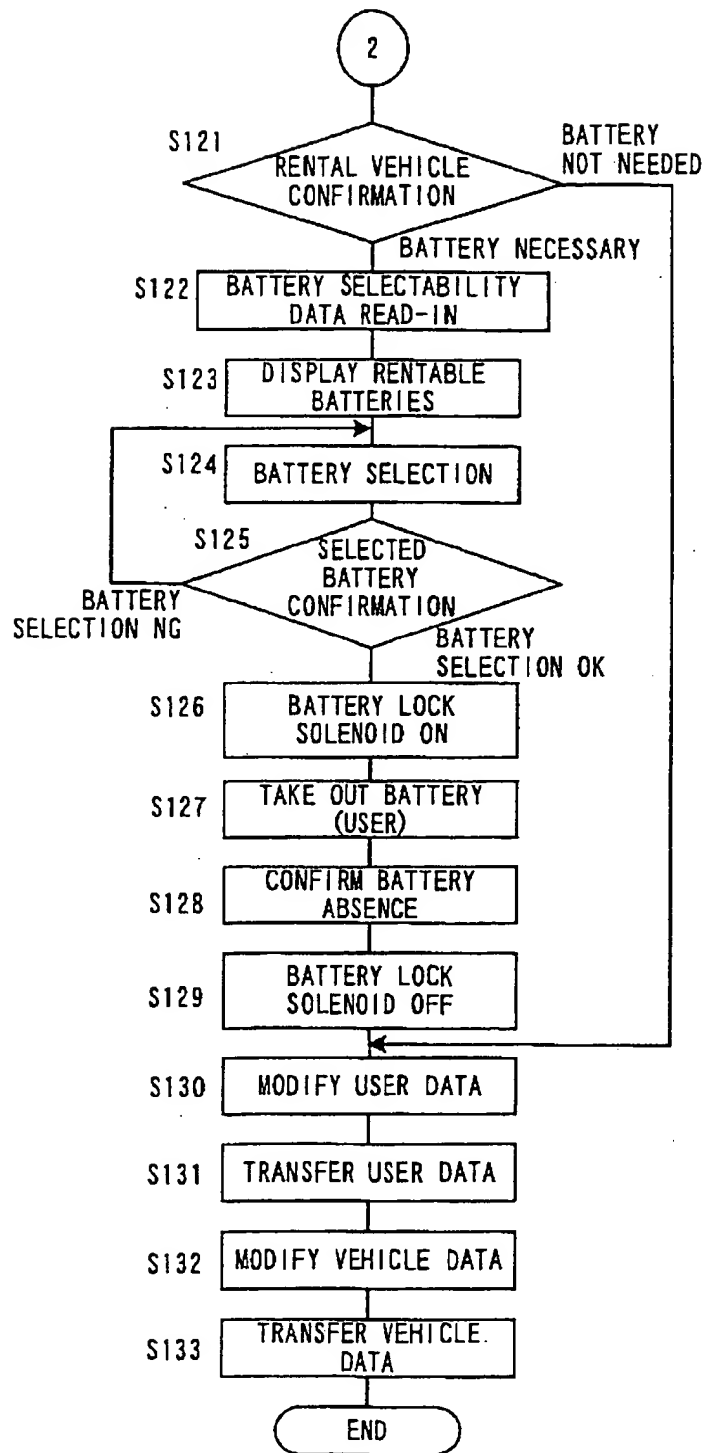 2
S121
RENTAL VEHICLE
CONFIRMATION
BATTERY
NOT NEEDED
BATTERY NECESSARY
S122
BATTERY SELECTABILITY
DATA READ-IN
S123
DISPLAY RENTABLE
BATTERIES
S124
BATTERY SELECTION
S125
SELECTED
BATTERY
CONFIRMATION
BATTERY
SELECTION NG
BATTERY
SELECTION OK
S126
BATTERY LOCK
SOLENOID ON
S127
TAKE OUT BATTERY
(USER)
S128
CONFIRM BATTERY
ABSENCE
S129
BATTERY LOCK
SOLENOID OFF
S130
MODIFY USER DATA
S131
TRANSFER USER DATA
S132
MODIFY VEHICLE DATA
S133
TRANSFER VEHICLE.
DATA
END